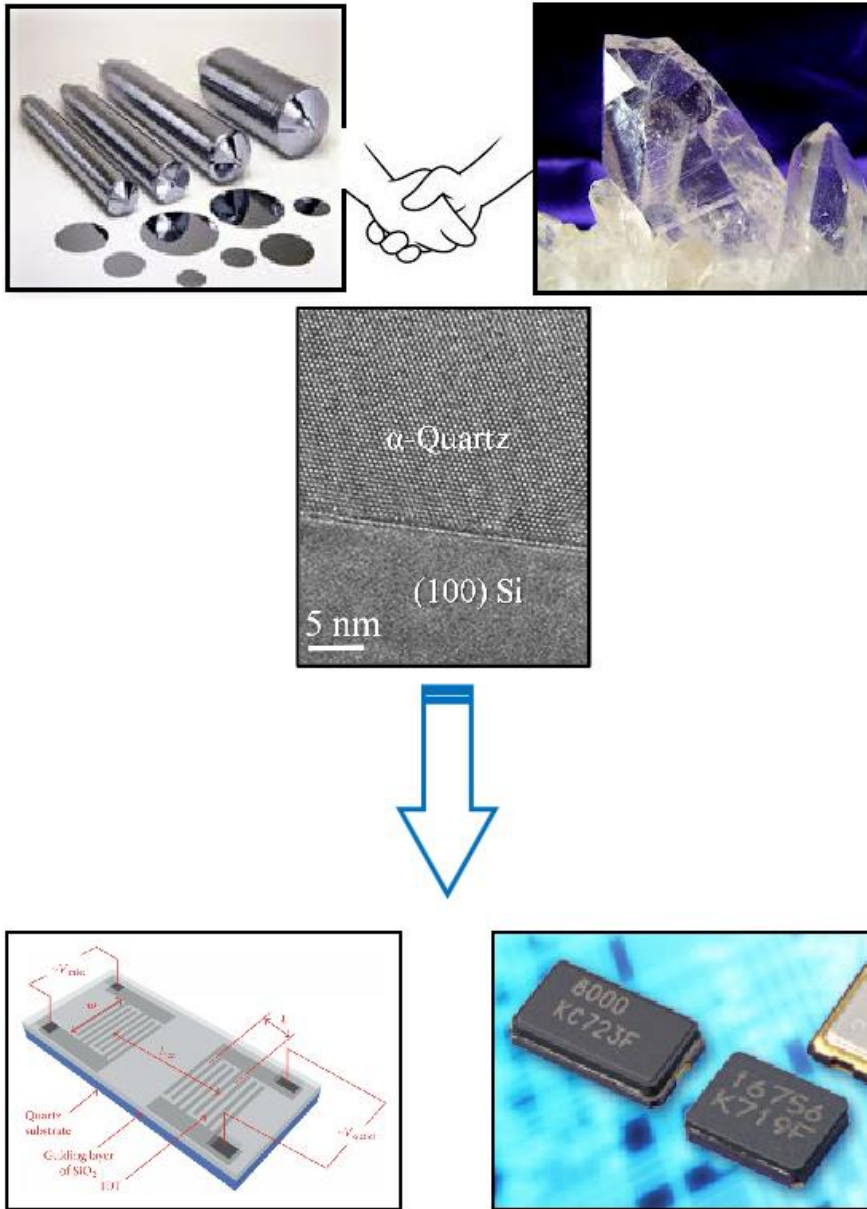 α-Quartz
(100) Si
5 nm
Quartz
substrate
Guiding layer
of SiO2
IDT
8000
KC723F
16756
K719F